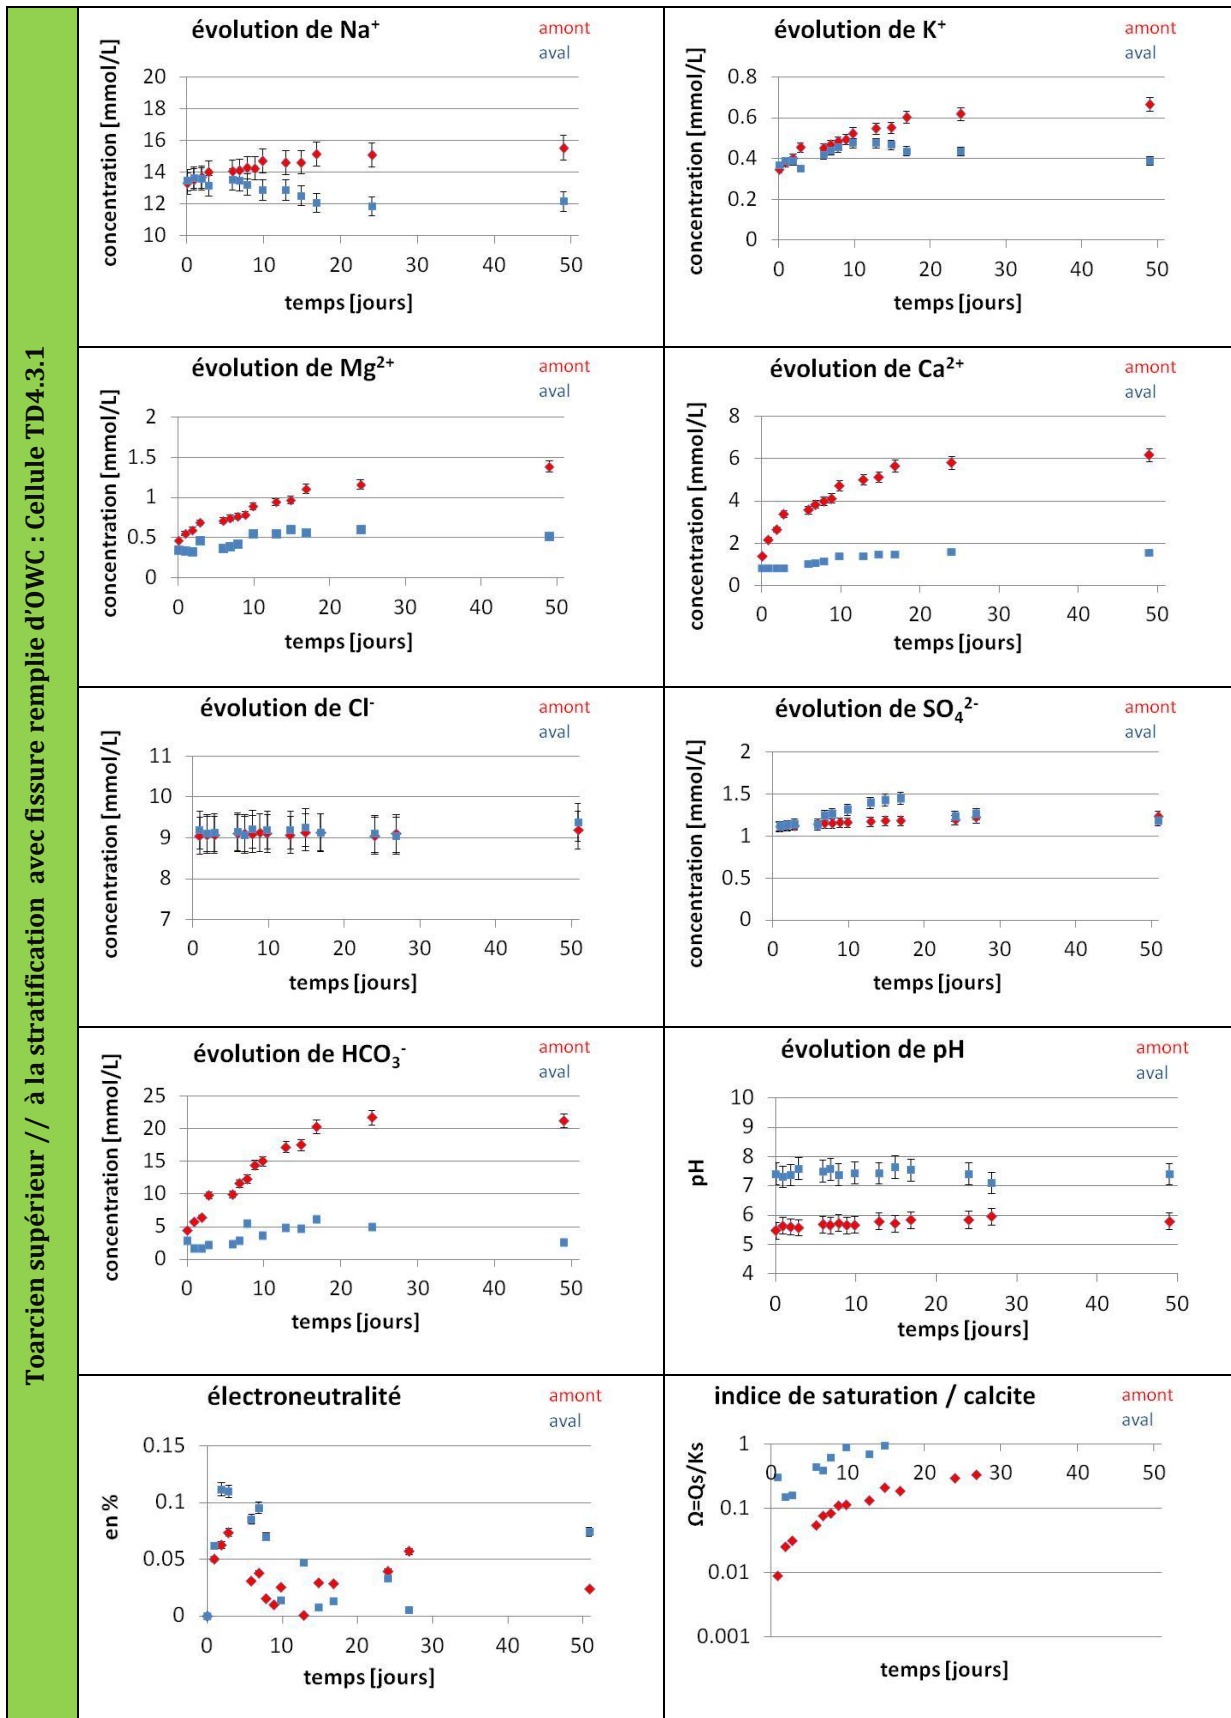 Toarcien supérieur // à la stratification avec fissure remplie d'OWC : Cellule TD4.3.1
évolution de Na⁺
amont
aval
concentration [mmol/L]
20
18
16
14
12
10
0 10 20 30 40 50
temps [jours]
évolution de K⁺
amont
aval
concentration [mmol/L]
0.8
0.6
0.4
0.2
0
0 10 20 30 40 50
temps [jours]
évolution de Mg²⁺
amont
aval
concentration [mmol/L]
2
1.5
1
0.5
0
0 10 20 30 40 50
temps [jours]
évolution de Ca²⁺
amont
aval
concentration [mmol/L]
8
6
4
2
0
0 10 20 30 40 50
temps [jours]
évolution de Cl⁻
amont
aval
concentration [mmol/L]
11
10
9
8
7
0 10 20 30 40 50
temps [jours]
évolution de SO₄²⁻
amont
aval
concentration [mmol/L]
2
1.5
1
0.5
0
0 10 20 30 40 50
temps [jours]
évolution de HCO₃⁻
amont
aval
concentration [mmol/L]
25
20
15
10
5
0
0 10 20 30 40 50
temps [jours]
évolution de pH
amont
aval
pH
10
9
8
7
6
5
4
0 10 20 30 40 50
temps [jours]
électroneutralité
amont
aval
en %
0.15
0.1
0.05
0
0 10 20 30 40 50
temps [jours]
indice de saturation / calcite
amont
aval
Ω=Qs/Ks
1
0.1
0.01
0.001
0 10 20 30 40 50
temps [jours]